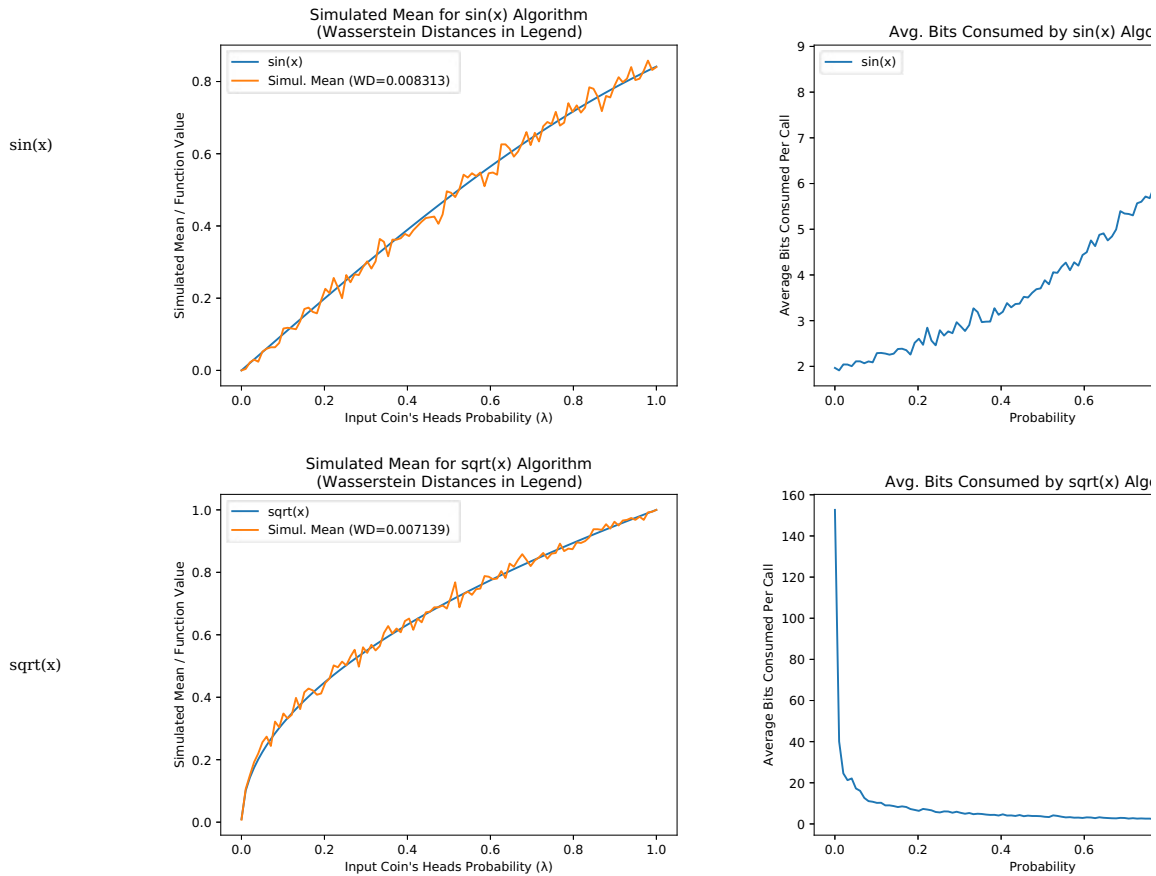 sin(x)
Simulated Mean for sin(x) Algorithm
(Wasserstein Distances in Legend)
sin(x)
Simul. Mean (WD=0.008313)
Simulated Mean / Function Value
0.8
0.6
0.4
0.2
0.0
0.0 0.2 0.4 0.6 0.8 1.0
Input Coin's Heads Probability (λ)
Avg. Bits Consumed by sin(x) Algo
sin(x)
Average Bits Consumed Per Call
9
8
7
6
5
4
3
2
0.0 0.2 0.4 0.6
Probability
sqrt(x)
Simulated Mean for sqrt(x) Algorithm
(Wasserstein Distances in Legend)
sqrt(x)
Simul. Mean (WD=0.007139)
Simulated Mean / Function Value
1.0
0.8
0.6
0.4
0.2
0.0
0.0 0.2 0.4 0.6 0.8 1.0
Input Coin's Heads Probability (λ)
Avg. Bits Consumed by sqrt(x) Algo
Average Bits Consumed Per Call
160
140
120
100
80
60
40
20
0
0.0 0.2 0.4 0.6
Probability